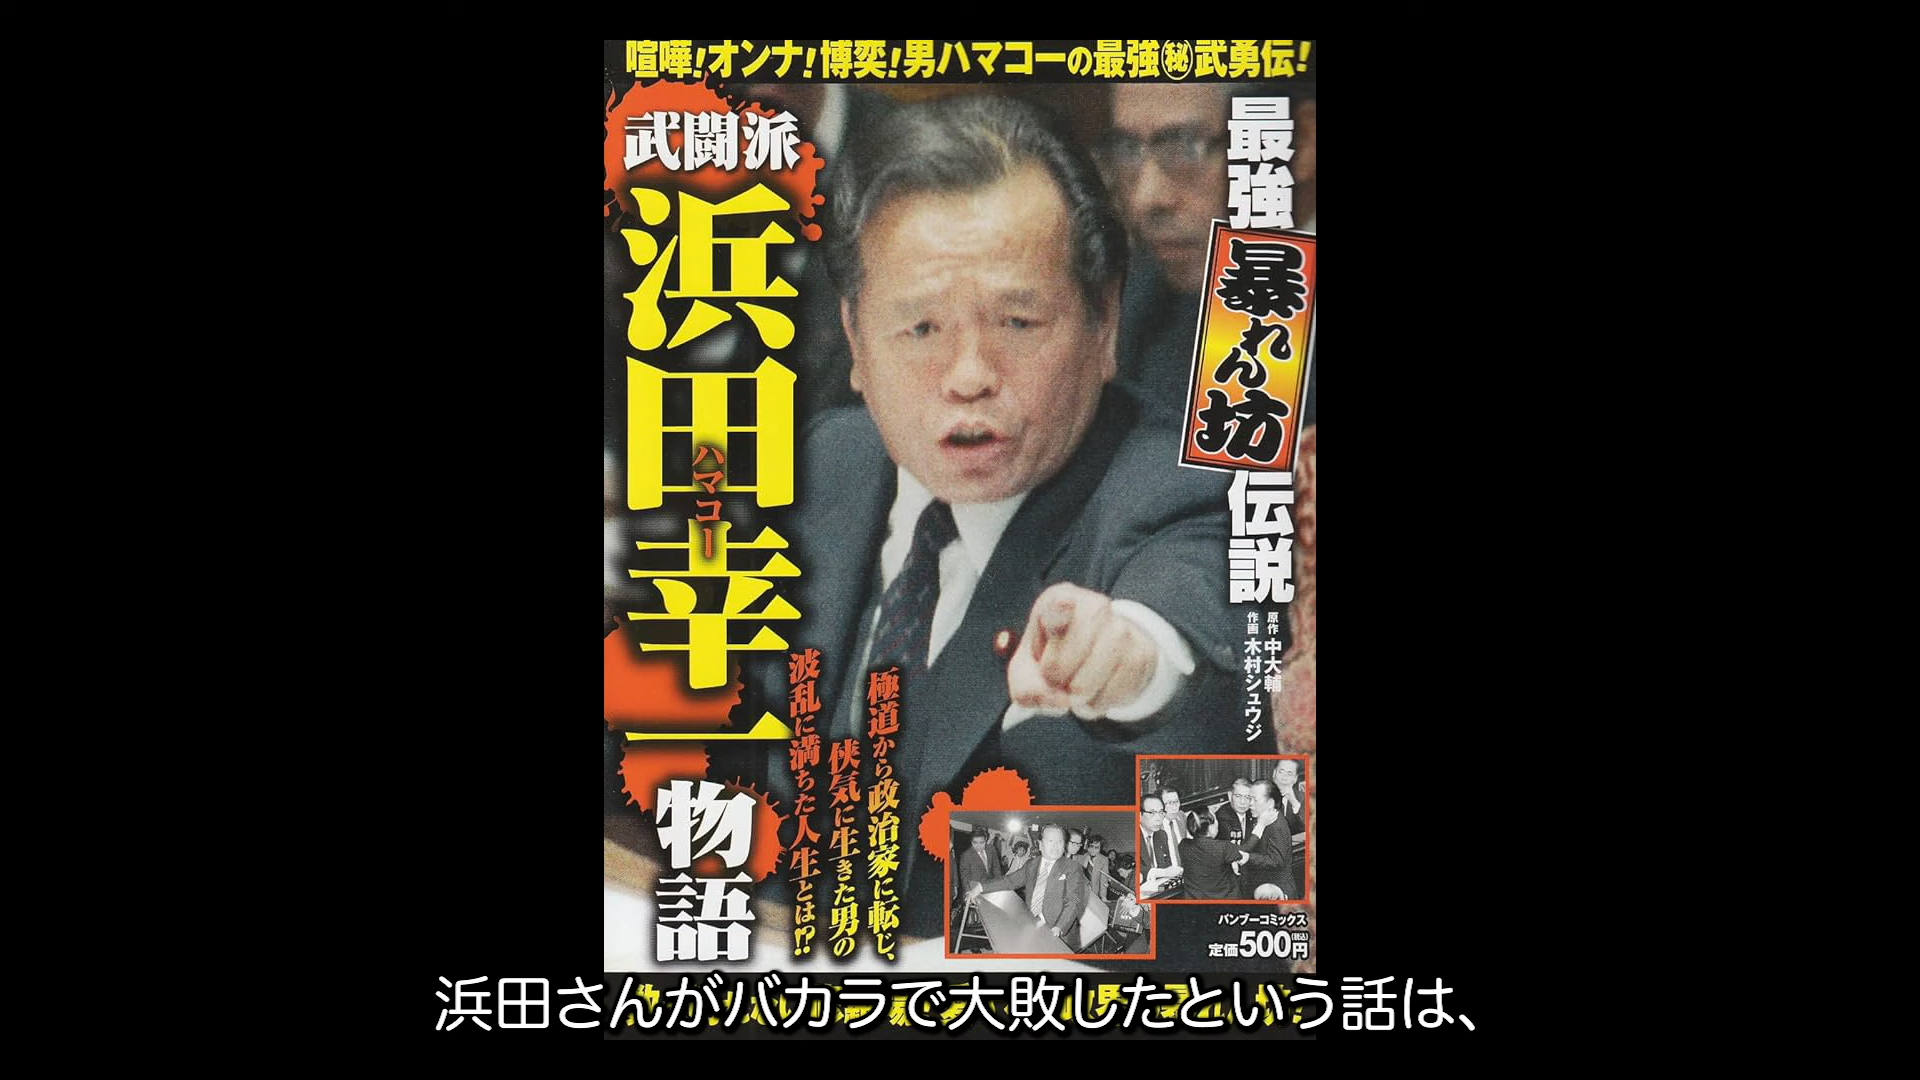 喧嘩!オンナ!博奕!男ハマコーの最強㊙武勇伝!
武闘派
浜田幸一
ハマコー
物語
最強
暴れん坊
伝説
原作 中大輔
作画 木村シュウジ
極道から政治家に転じ、
侠気に生きた男の
波乱に満ちた人生とは!?
バンブーコミックス
定価500円(税込)
浜田さんがバカラで大敗したという話は、